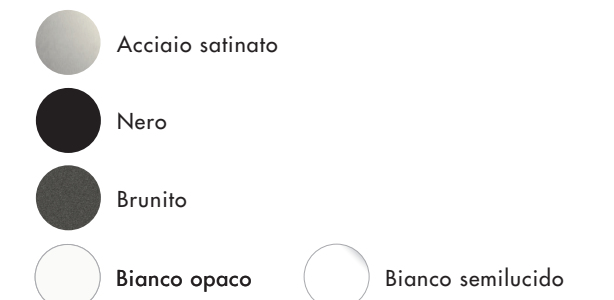 Acciaio satinato
Nero
Brunito
Bianco opaco
Bianco semilucido